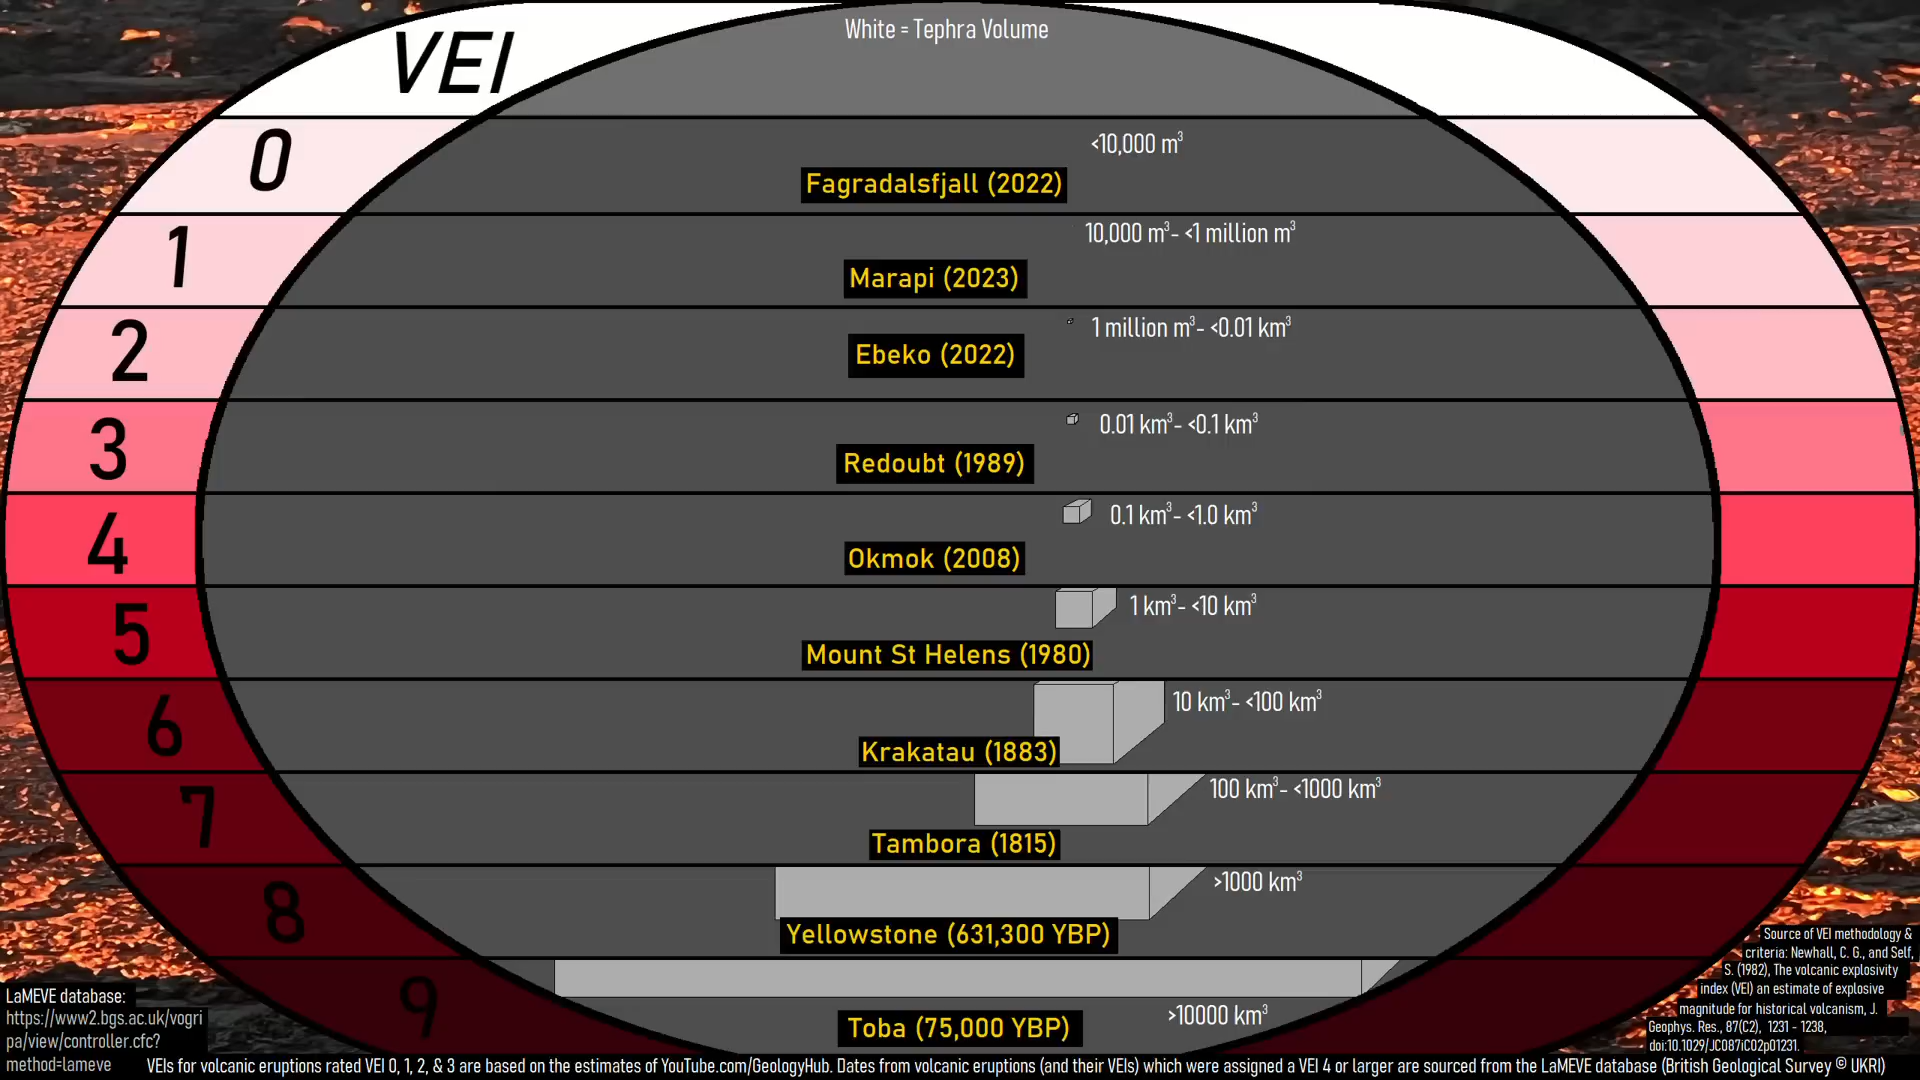 White = Tephra Volume
VEI
0
<10,000 m³
Fagradalsfjall (2022)
1
10,000 m³- <1 million m³
Marapi (2023)
2
1 million m³- <0.01 km³
Ebeko (2022)
3
0.01 km³- <0.1 km³
Redoubt (1989)
4
0.1 km³- <1.0 km³
Okmok (2008)
5
1 km³- <10 km³
Mount St Helens (1980)
6
10 km³- <100 km³
Krakatau (1883)
7
100 km³- <1000 km³
Tambora (1815)
8
>1000 km³
Yellowstone (631,300 YBP)
9
>10000 km³
Toba (75,000 YBP)
Source of VEI methodology &
criteria: Newhall, C. G., and Self,
S. (1982), The volcanic explosivity
index (VEI) an estimate of explosive
magnitude for historical volcanism, J.
Geophys. Res., 87(C2), 1231 - 1238,
doi:10.1029/JC087iC02p01231.
LaMEVE database:
https://www2.bgs.ac.uk/vogri
pa/view/controller.cfc?
method=lameve
VEIs for volcanic eruptions rated VEI 0, 1, 2, & 3 are based on the estimates of YouTube.com/GeologyHub. Dates from volcanic eruptions (and their VEIs) which were assigned a VEI 4 or larger are sourced from the LaMEVE database (British Geological Survey © UKRI)